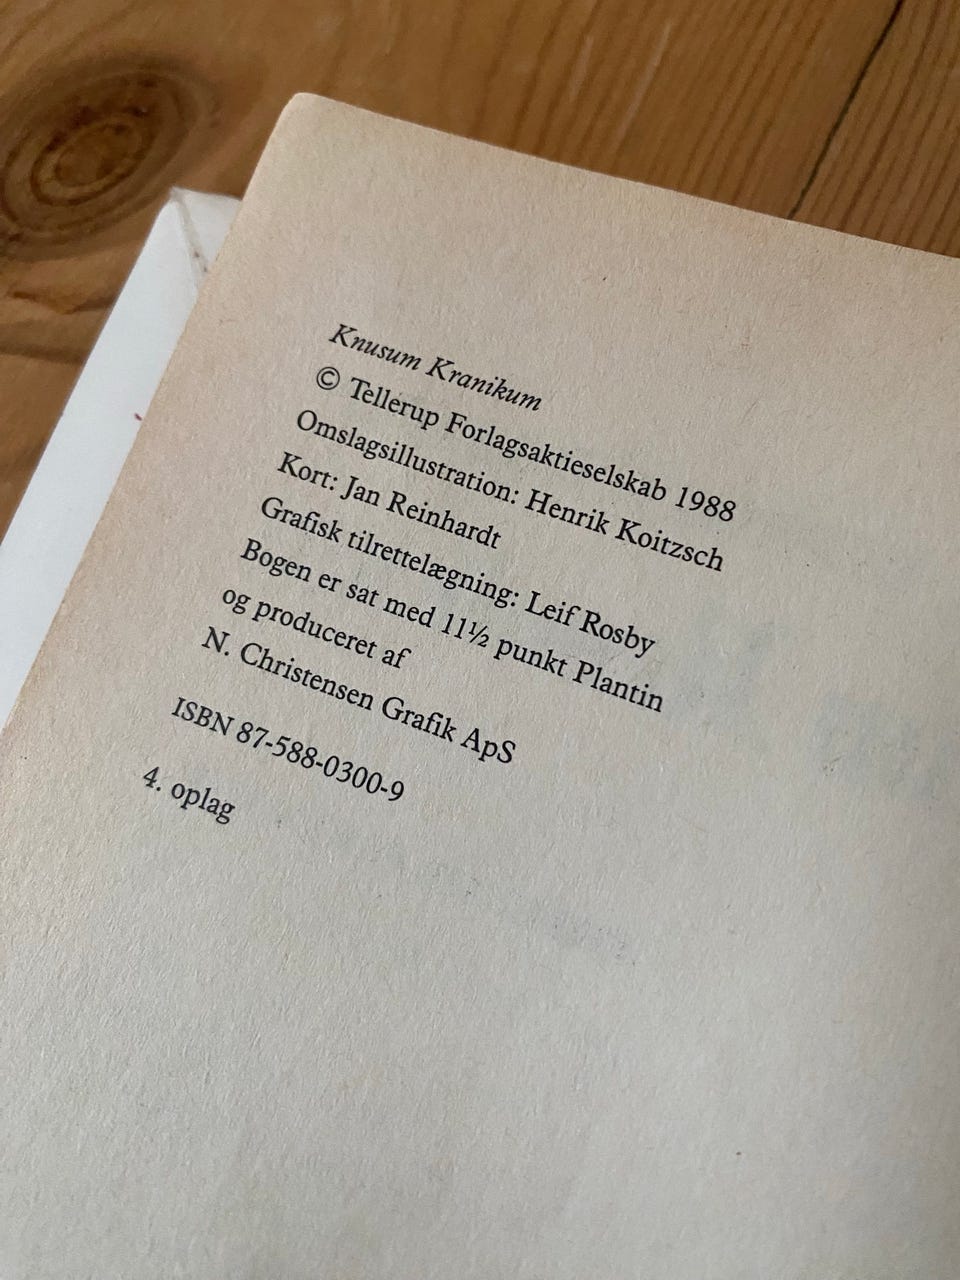 Knusum Kranikum
© Tellerup Forlagsaktieselskab 1988
Omslagsillustration: Henrik Koitzsch
Kort: Jan Reinhardt
Grafisk tilrettelægning: Leif Rosby
Bogen er sat med 11½ punkt Plantin
og produceret af
N. Christensen Grafik ApS
ISBN 87-588-0300-9
4. oplag